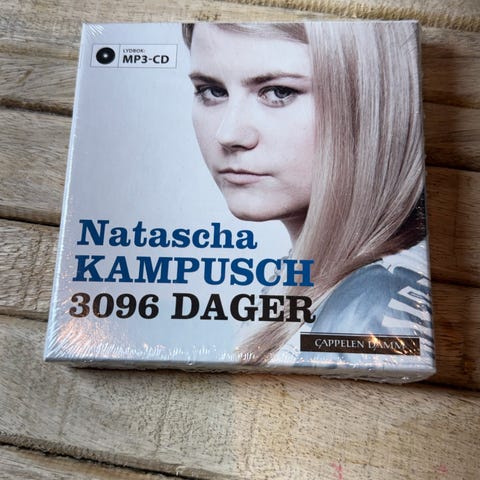 LYDBOK:
MP3-CD
Natascha
KAMPUSCH
3096 DAGER
CAPPELEN DAMM